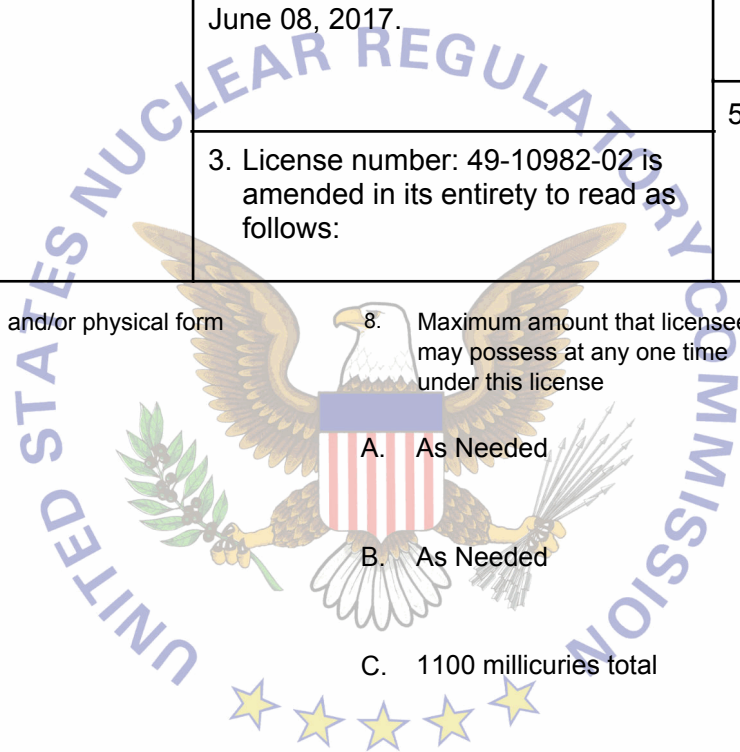 June 08, 2017.
5
3. License number: 49-10982-02 is
amended in its entirety to read as
follows:
and/or physical form
8. Maximum amount that licensee
may possess at any one time
under this license
A. As Needed
B. As Needed
C. 1100 millicuries total
UNITED STATES NUCLEAR REGULATORY COMMISSION